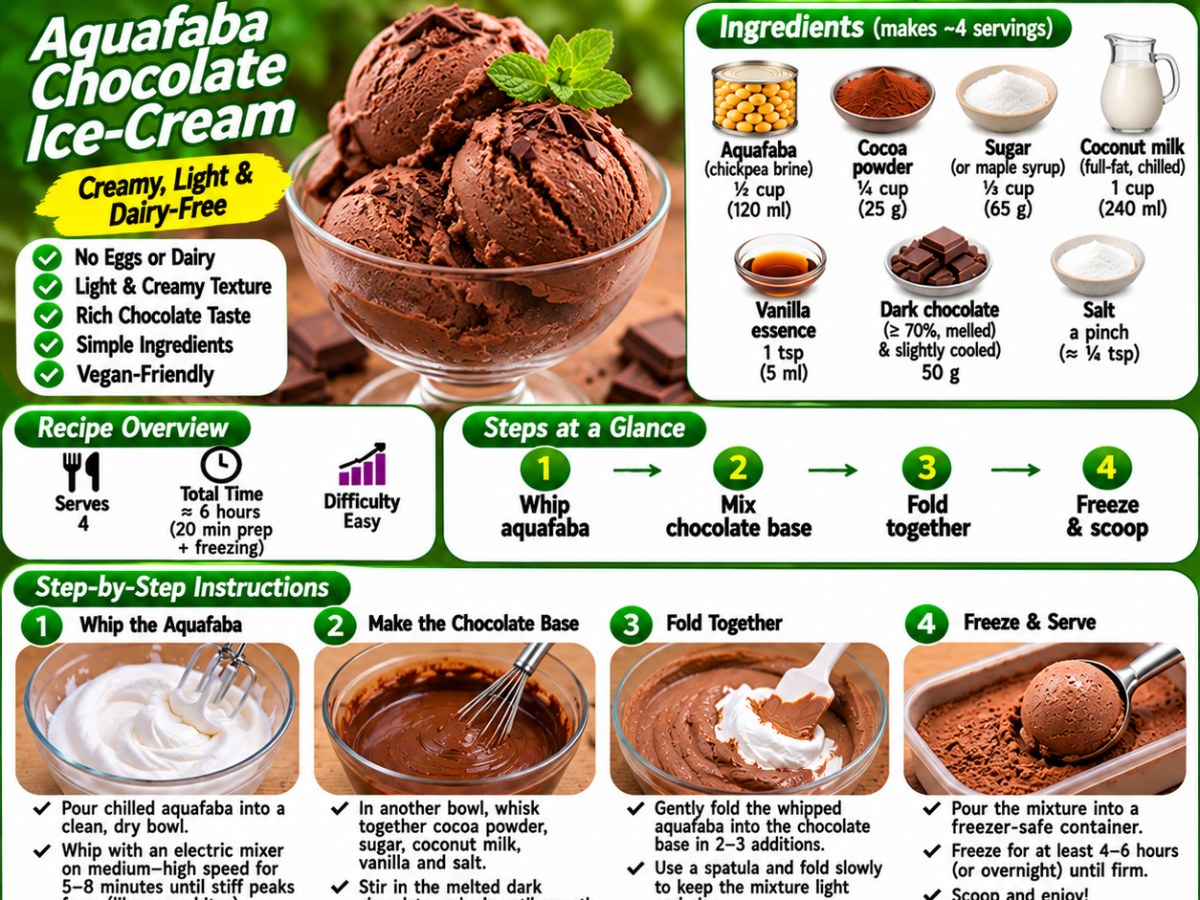 Aquafaba
Chocolate
Ice-Cream
Creamy, Light &
Dairy-Free
No Eggs or Dairy
Light & Creamy Texture
Rich Chocolate Taste
Simple Ingredients
Vegan-Friendly
Ingredients (makes ~4 servings)
Aquafaba
(chickpea brine)
½ cup
(120 ml)
Cocoa
powder
¼ cup
(25 g)
Sugar
(or maple syrup)
⅓ cup
(65 g)
Coconut milk
(full-fat, chilled)
1 cup
(240 ml)
Vanilla
essence
1 tsp
(5 ml)
Dark chocolate
(≥ 70%, melled)
& slightly cooled)
50 g
Salt
a pinch
(≈ ¼ tsp)
Recipe Overview
Serves
4
Total Time
≈ 6 hours
(20 min prep
+ freezing)
Difficulty
Easy
Steps at a Glance
1
Whip
aquafaba
2
Mix
chocolate base
3
Fold
together
4
Freeze
& scoop
Step-by-Step Instructions
1 Whip the Aquafaba
Pour chilled aquafaba into a
clean, dry bowl.
Whip with an electric mixer
on medium–high speed for
5–8 minutes until stiff peaks
2 Make the Chocolate Base
In another bowl, whisk
together cocoa powder,
sugar, coconut milk,
vanilla and salt.
Stir in the melted dark
3 Fold Together
Gently fold the whipped
aquafaba into the chocolate
base in 2–3 additions.
Use a spatula and fold slowly
to keep the mixture light
4 Freeze & Serve
Pour the mixture into a
freezer-safe container.
Freeze for at least 4–6 hours
(or overnight) until firm.
Scoop and enjoy!